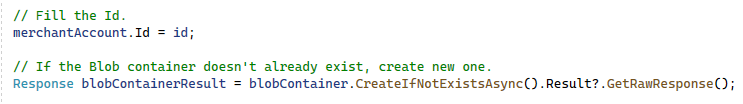 // Fill the Id.
merchantAccount.Id = id;
// If the Blob container doesn't already exist, create new one.
Response blobContainerResult = blobContainer.CreateIfNotExistsAsync().Result?.GetRawResponse();